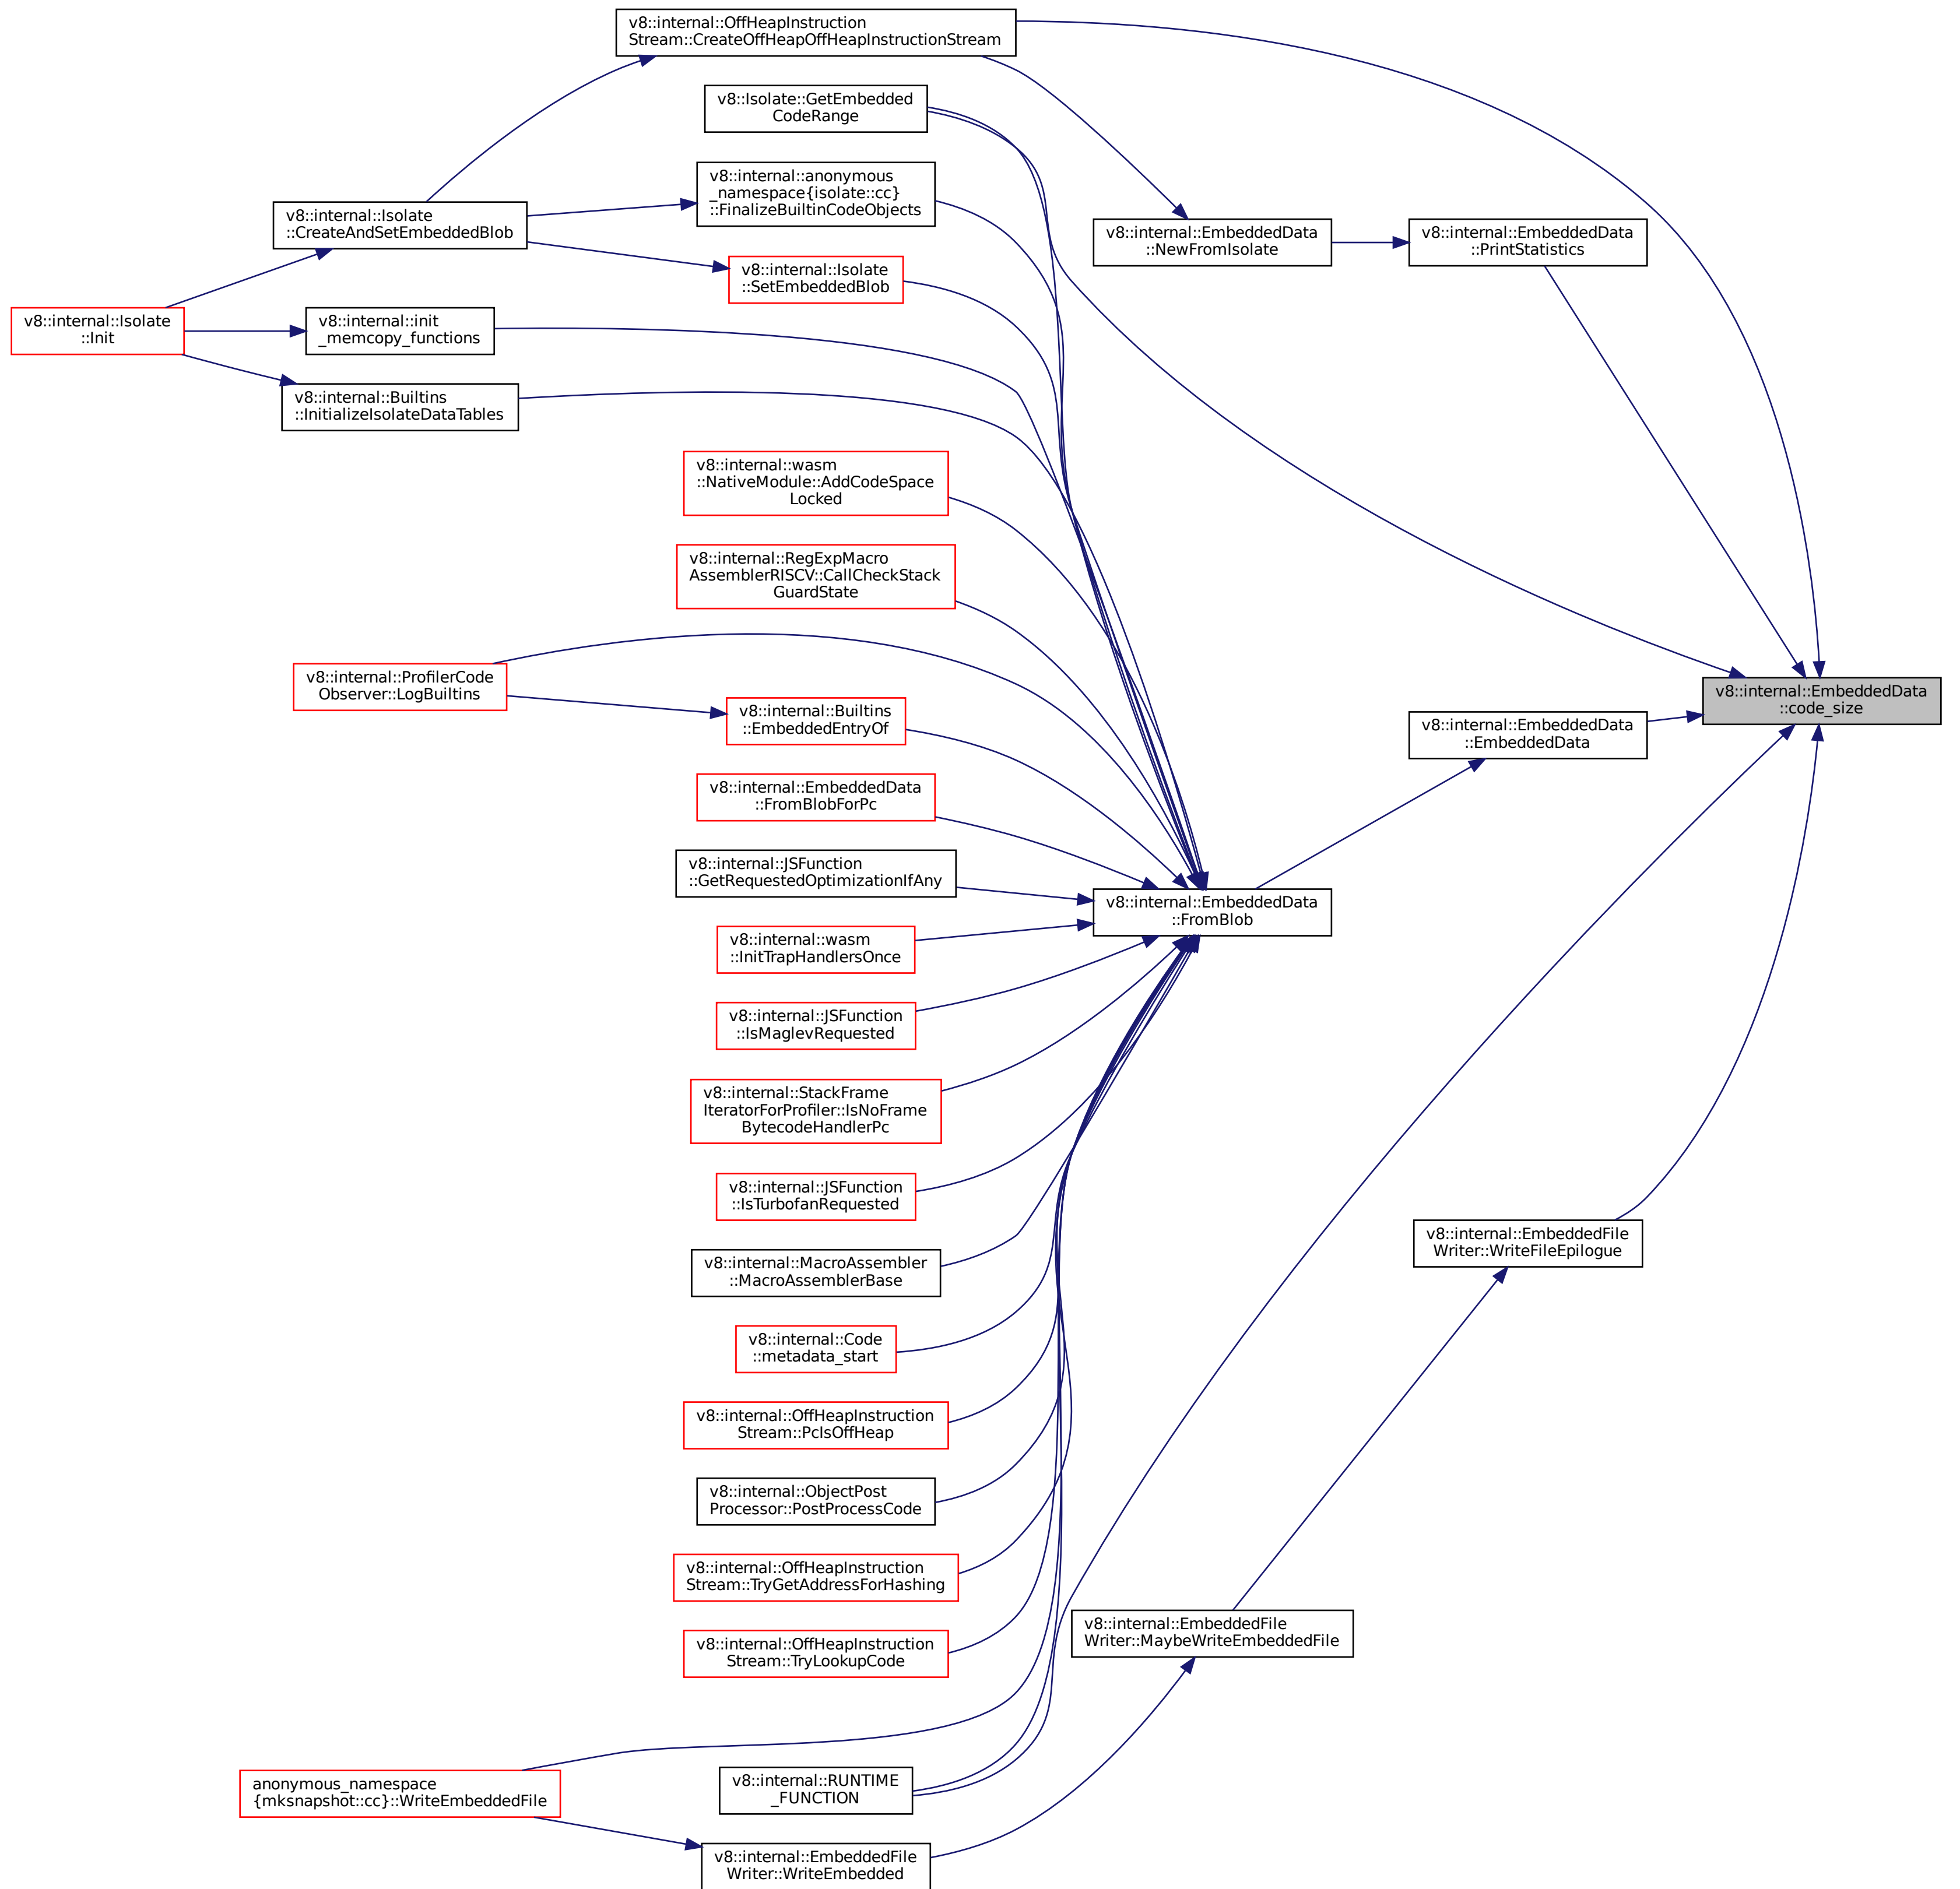 v8::internal::OffHeapInstruction
Stream::CreateOffHeapOffHeapInstructionStream
v8::Isolate::GetEmbedded
CodeRange
v8::internal::anonymous
_namespace{isolate::cc}
::FinalizeBuiltinCodeObjects
v8::internal::Isolate
::CreateAndSetEmbeddedBlob
v8::internal::EmbeddedData
::NewFromIsolate
v8::internal::EmbeddedData
::PrintStatistics
v8::internal::Isolate
::SetEmbeddedBlob
v8::internal::Isolate
::Init
v8::internal::init
_memcopy_functions
v8::internal::Builtins
::InitializeIsolateDataTables
v8::internal::wasm
::NativeModule::AddCodeSpace
Locked
v8::internal::RegExpMacro
AssemblerRISCV::CallCheckStack
GuardState
v8::internal::ProfilerCode
Observer::LogBuiltins
v8::internal::EmbeddedData
::code_size
v8::internal::Builtins
::EmbeddedEntryOf
v8::internal::EmbeddedData
::EmbeddedData
v8::internal::EmbeddedData
::FromBlobForPc
v8::internal::JSFunction
::GetRequestedOptimizationIfAny
v8::internal::EmbeddedData
::FromBlob
v8::internal::wasm
::InitTrapHandlersOnce
v8::internal::JSFunction
::IsMaglevRequested
v8::internal::StackFrame
IteratorForProfiler::IsNoFrame
BytecodeHandlerPc
v8::internal::JSFunction
::IsTurbofanRequested
v8::internal::EmbeddedFile
Writer::WriteFileEpilogue
v8::internal::MacroAssembler
::MacroAssemblerBase
v8::internal::Code
::metadata_start
v8::internal::OffHeapInstruction
Stream::PcIsOffHeap
v8::internal::ObjectPost
Processor::PostProcessCode
v8::internal::OffHeapInstruction
Stream::TryGetAddressForHashing
v8::internal::EmbeddedFile
Writer::MaybeWriteEmbeddedFile
v8::internal::OffHeapInstruction
Stream::TryLookupCode
anonymous_namespace
{mksnapshot::cc}::WriteEmbeddedFile
v8::internal::RUNTIME
_FUNCTION
v8::internal::EmbeddedFile
Writer::WriteEmbedded